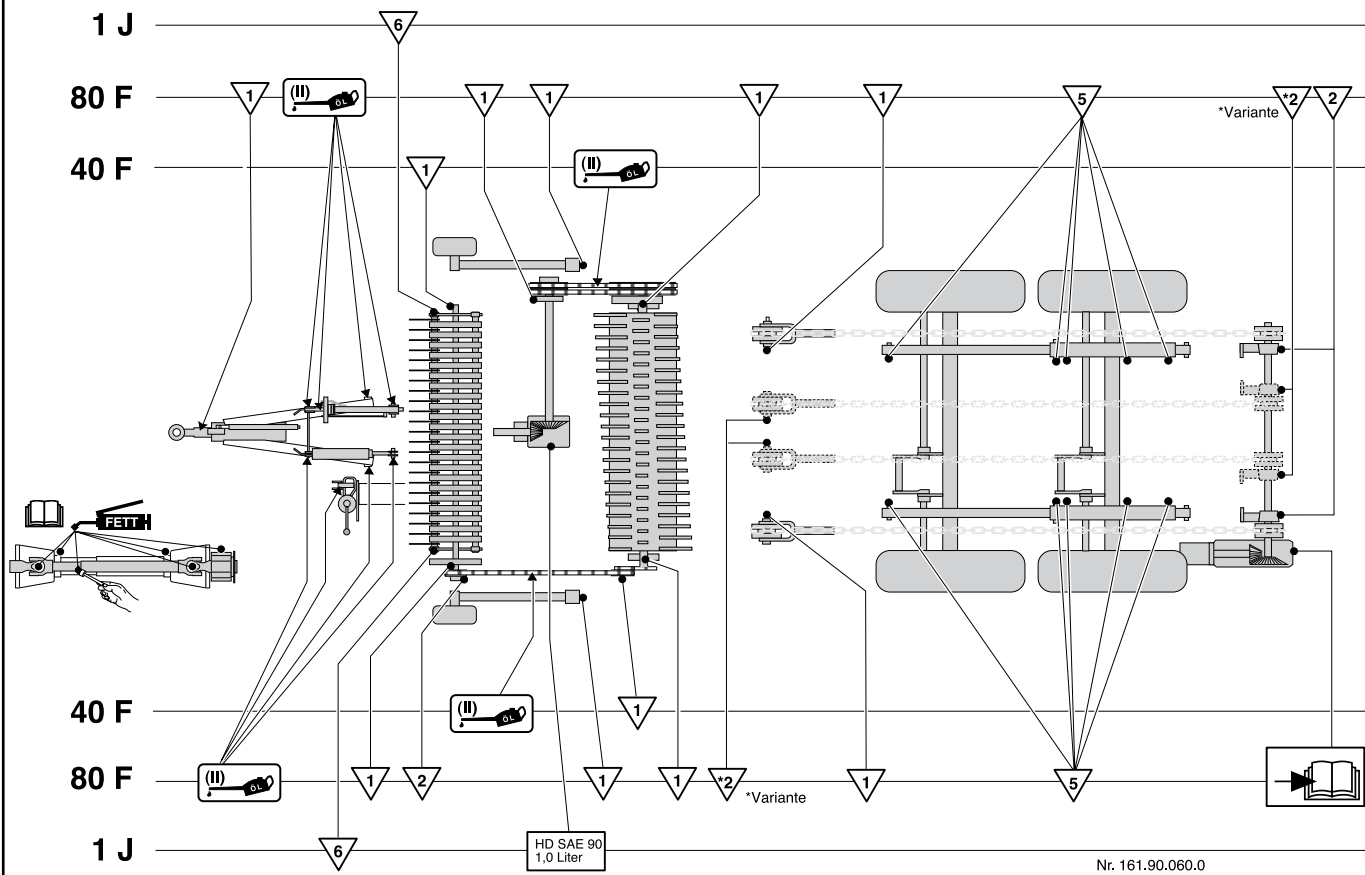 1 J
6
80 F
1
(II)
ÖL
1
1
1
1
5
*Variante
*2
2
40 F
1
(II)
ÖL
FETT
40 F
(II)
ÖL
1
80 F
(II)
ÖL
1
2
1
1
*2
*Variante
1
5
1 J
6
HD SAE 90
1,0 Liter
Nr. 161.90.060.0